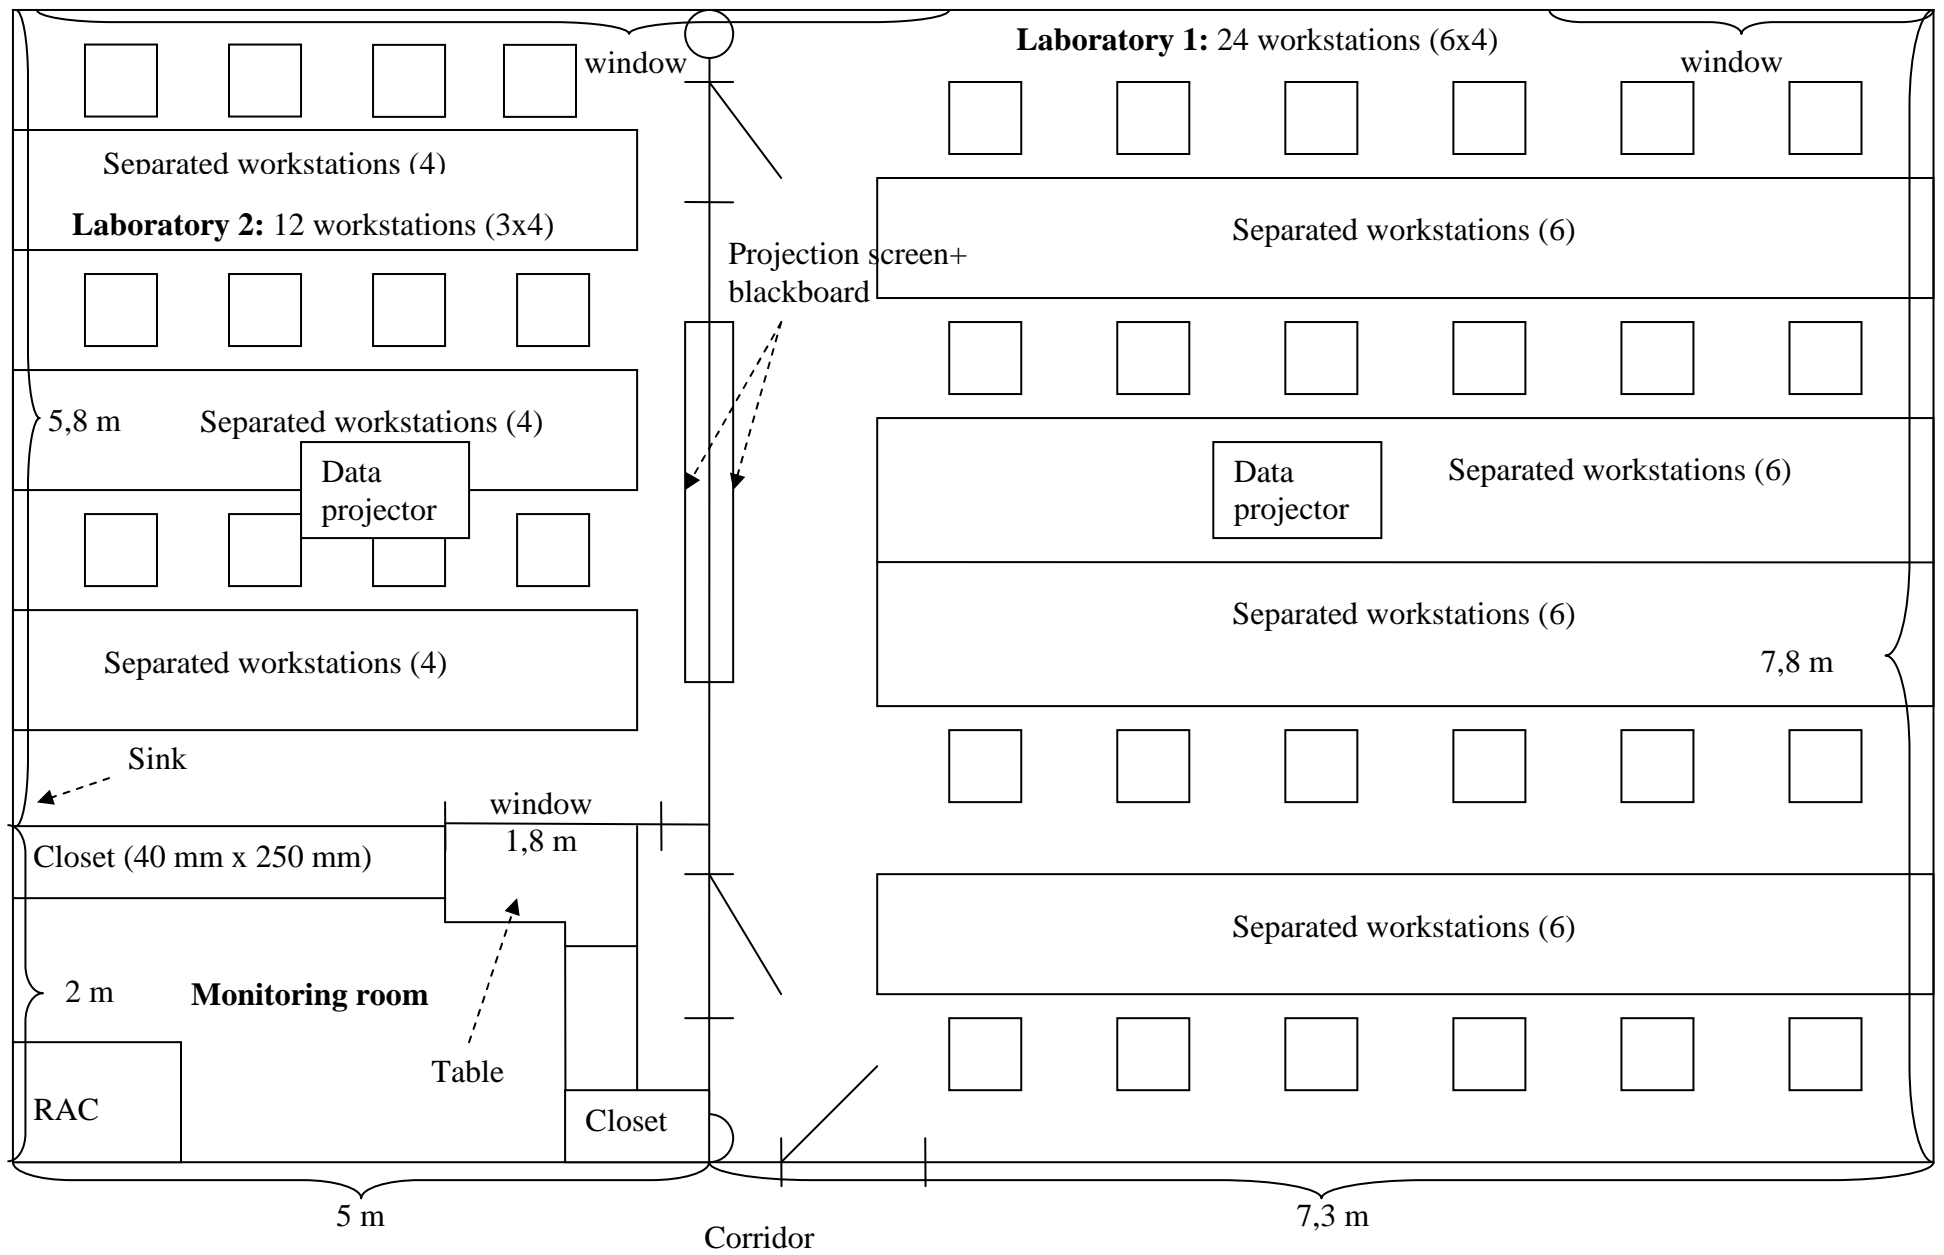 Laboratory 1: 24 workstations (6x4)
window
window
Separated workstations (4)
Laboratory 2: 12 workstations (3x4)
Separated workstations (6)
Projection screen+
blackboard
5,8 m
Separated workstations (4)
Data
projector
Data
projector
Separated workstations (6)
Separated workstations (6)
Separated workstations (4)
7,8 m
Sink
window
1,8 m
Closet (40 mm x 250 mm)
Separated workstations (6)
2 m
Monitoring room
Table
RAC
Closet
5 m
7,3 m
Corridor